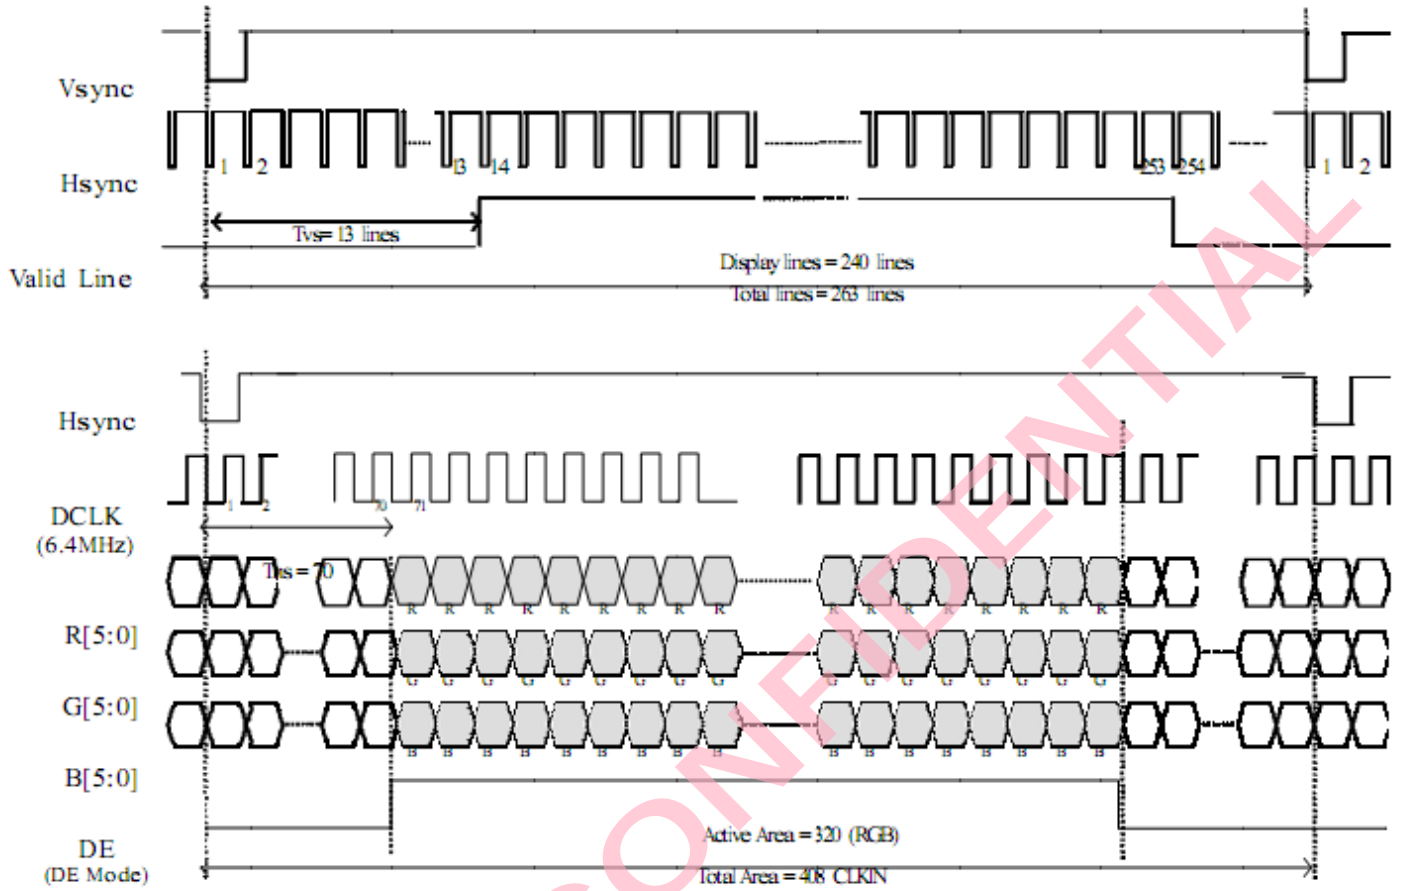 Vsync
1 2 13 14 253 254 1 2
Hsync
Tvs = 13 lines
Display lines = 240 lines
Valid Line
Total lines = 263 lines
Hsync
1 2 70 71
DCLK
(6.4MHz)
= 70
R R R R R R R R R R R R R R R R R
R[5:0]
G G G G G G G G G G G G G G G G G
G[5:0]
B B B B B B B B B B B B B B B B B
B[5:0]
Active Area = 320 (RGB)
DE
(DE Mode)
Total Area = 408 CLKIN
CONFIDENTIAL